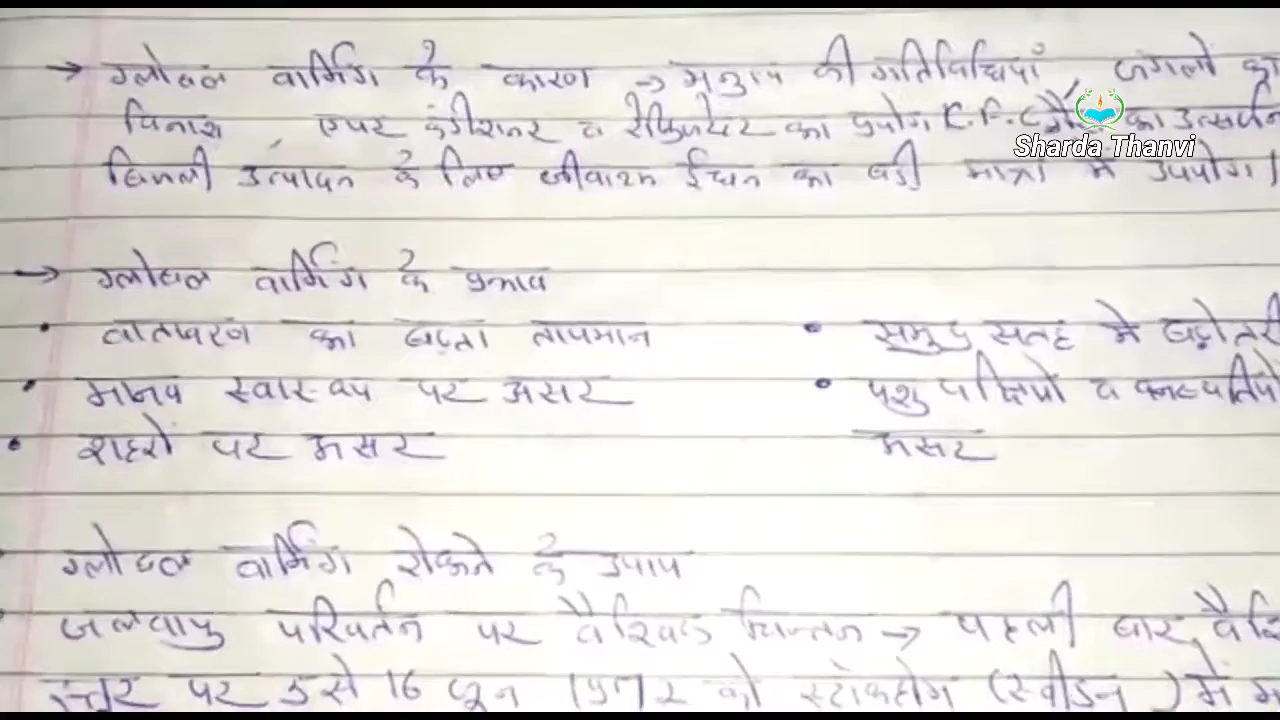 → ग्लोबल वार्मिंग के कारण → मनुष्य की गतिविधियाँ, जंगलो का
विनाश, एयर कंडीशनर व रेफ्रिजरेटर का प्रयोग C.F.C गैस का उत्सर्जन
Sharda Thanvi
बिजली उत्पादन के लिए जीवाश्म ईंधन का बड़ी मात्रा में उपयोग।
→ ग्लोबल वार्मिंग के प्रभाव
• वातावरण का बढ़ता तापमान • समुद्र सतह में बढ़ोतरी
• मानव स्वास्थ्य पर असर • पशु पक्षियों व वनस्पतियों
• शहरों पर असर असर
ग्लोबल वार्मिंग रोकने के उपाय
जलवायु परिवर्तन पर वैश्विक चिन्तन → पहली बार
स्तर पर 5 से 16 जून 1972 को स्टॉकहोम (स्वीडन) में